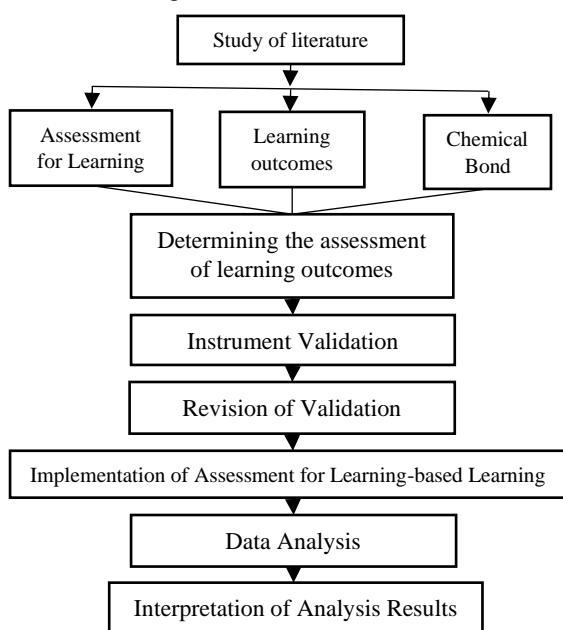 Study of literature
Assessment
for Learning
Learning
outcomes
Chemical
Bond
Determining the assessment
of learning outcomes
Instrument Validation
Revision of Validation
Implementation of Assessment for Learning-based Learning
Data Analysis
Interpretation of Analysis Results